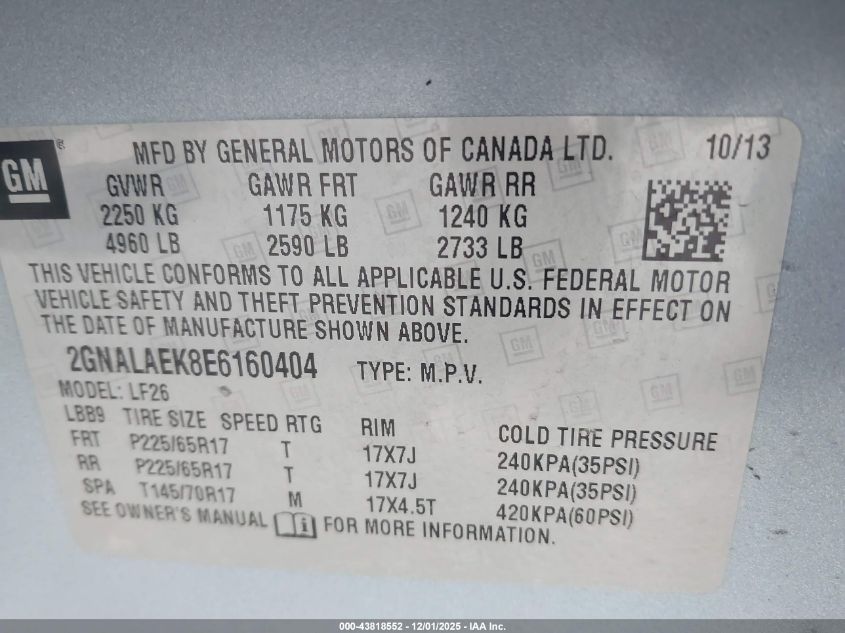 GM ®
MFD BY GENERAL MOTORS OF CANADA LTD. 10/13
GVWR GAWR FRT GAWR RR
2250 KG 1175 KG 1240 KG
4960 LB 2590 LB 2733 LB
THIS VEHICLE CONFORMS TO ALL APPLICABLE U.S. FEDERAL MOTOR
VEHICLE SAFETY AND THEFT PREVENTION STANDARDS IN EFFECT ON
THE DATE OF MANUFACTURE SHOWN ABOVE.
2GNALAEK8E6160404 TYPE: M.P.V.
MODEL: LF26
LBB9 TIRE SIZE SPEED RTG RIM COLD TIRE PRESSURE
FRT P225/65R17 T 17X7J 240KPA(35PSI)
RR P225/65R17 T 17X7J 240KPA(35PSI)
SPA T145/70R17 M 17X4.5T 420KPA(60PSI)
SEE OWNER'S MANUAL i FOR MORE INFORMATION.
000-43818552 - 12/01/2025 - IAA Inc.